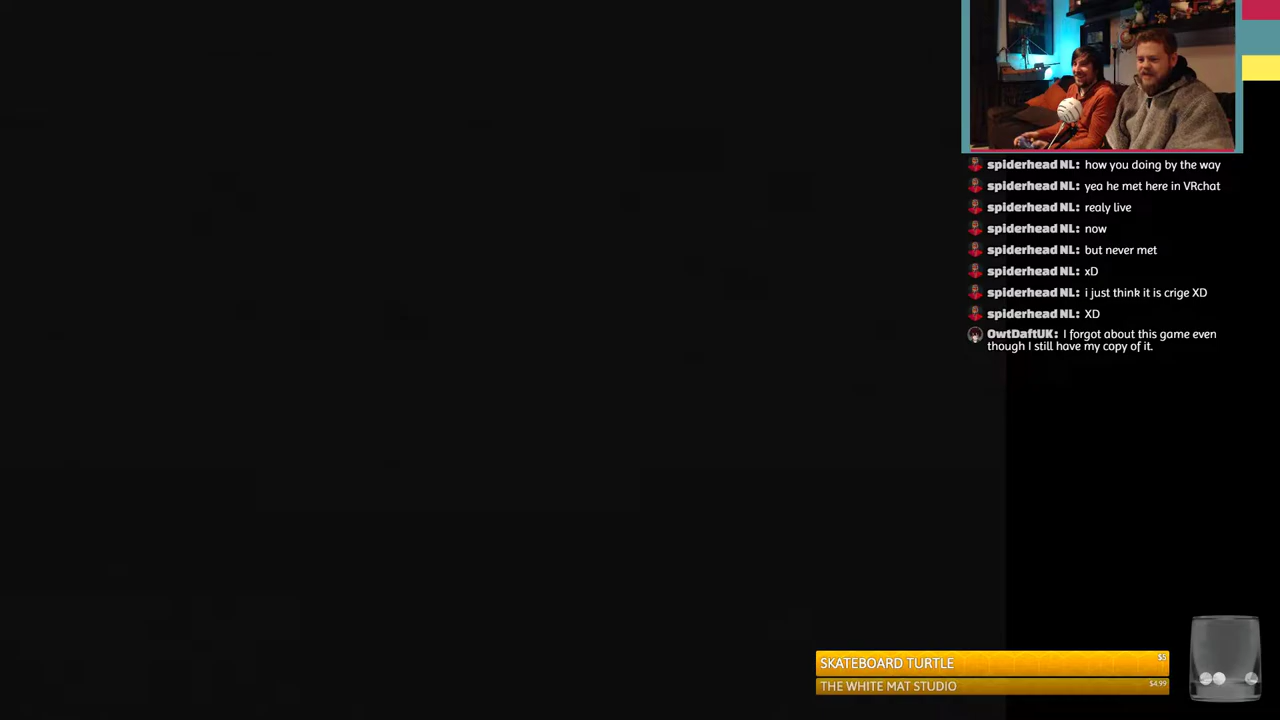 spiderhead NL: how you doing by the way
spiderhead NL: yea he met here in VRchat
spiderhead NL: realy live
spiderhead NL: now
spiderhead NL: but never met
spiderhead NL: xD
spiderhead NL: i just think it is crige XD
spiderhead NL: XD
OwtDaftUK: I forgot about this game even
though I still have my copy of it.
SKATEBOARD TURTLE $5
THE WHITE MAT STUDIO $4.99